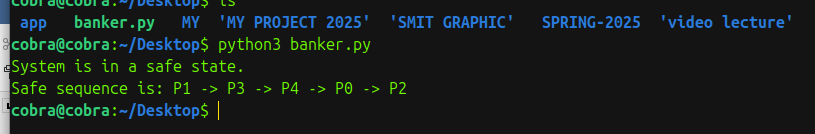 ls
app banker.py MY 'MY PROJECT 2025' 'SMIT GRAPHIC' SPRING-2025 'video lecture'
cobra@cobra:~/Desktop$ python3 banker.py
System is in a safe state.
Safe sequence is: P1 -> P3 -> P4 -> P0 -> P2
cobra@cobra:~/Desktop$